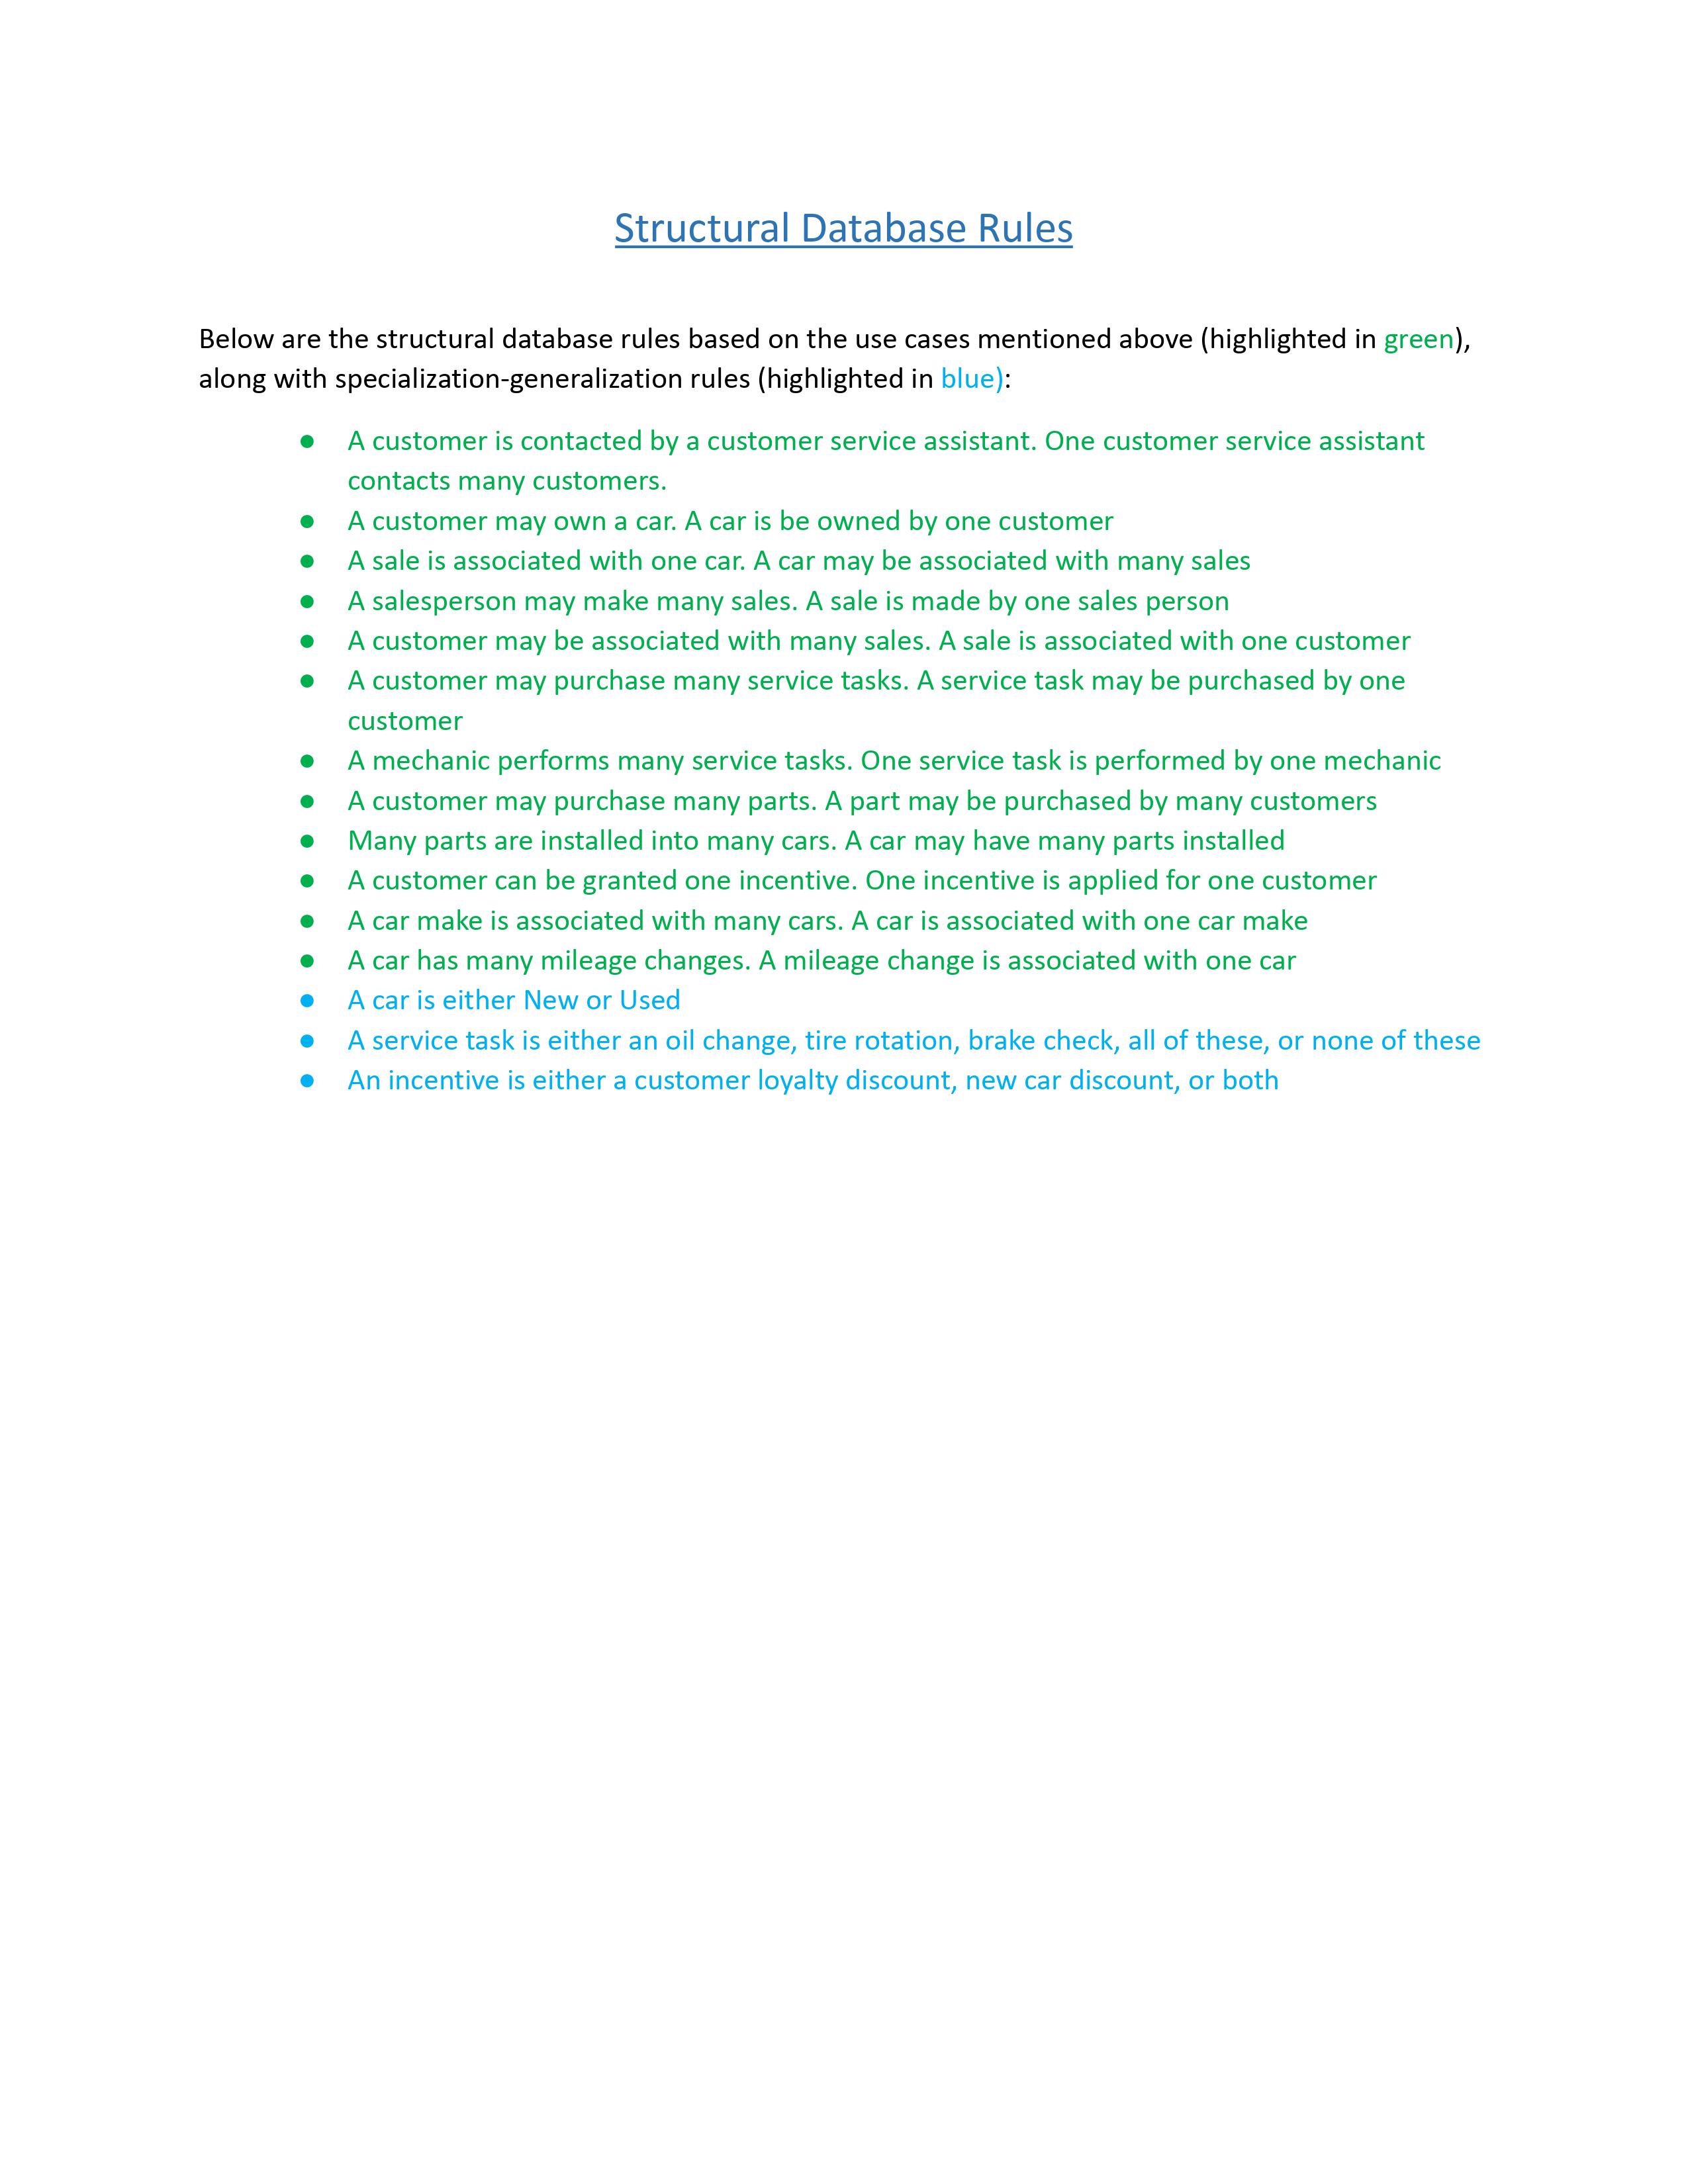 Structural Database Rules
Below are the structural database rules based on the use cases mentioned above (highlighted in green),
along with specialization-generalization rules (highlighted in blue):
● A customer is contacted by a customer service assistant. One customer service assistant
contacts many customers.
● A customer may own a car. A car is be owned by one customer
● A sale is associated with one car. A car may be associated with many sales
● A salesperson may make many sales. A sale is made by one sales person
● A customer may be associated with many sales. A sale is associated with one customer
● A customer may purchase many service tasks. A service task may be purchased by one
customer
● A mechanic performs many service tasks. One service task is performed by one mechanic
● A customer may purchase many parts. A part may be purchased by many customers
● Many parts are installed into many cars. A car may have many parts installed
● A customer can be granted one incentive. One incentive is applied for one customer
● A car make is associated with many cars. A car is associated with one car make
● A car has many mileage changes. A mileage change is associated with one car
● A car is either New or Used
● A service task is either an oil change, tire rotation, brake check, all of these, or none of these
● An incentive is either a customer loyalty discount, new car discount, or both